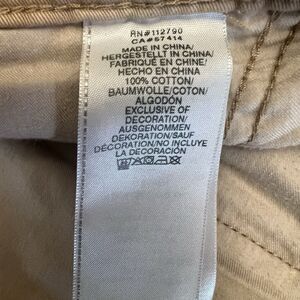 RN#112790
CA#57414
MADE IN CHINA/
HERGESTELLT IN CHINA/
FABRIQUÉ EN CHINE/
HECHO EN CHINA
100% COTTON/
BAUMWOLLE/COTON/
ALGODÓN
EXCLUSIVE OF
DECORATION/
AUSGENOMMEN
DEKORATION/SAUF
DÉCORATION/NO INCLUYE
LA DECORACIÓN